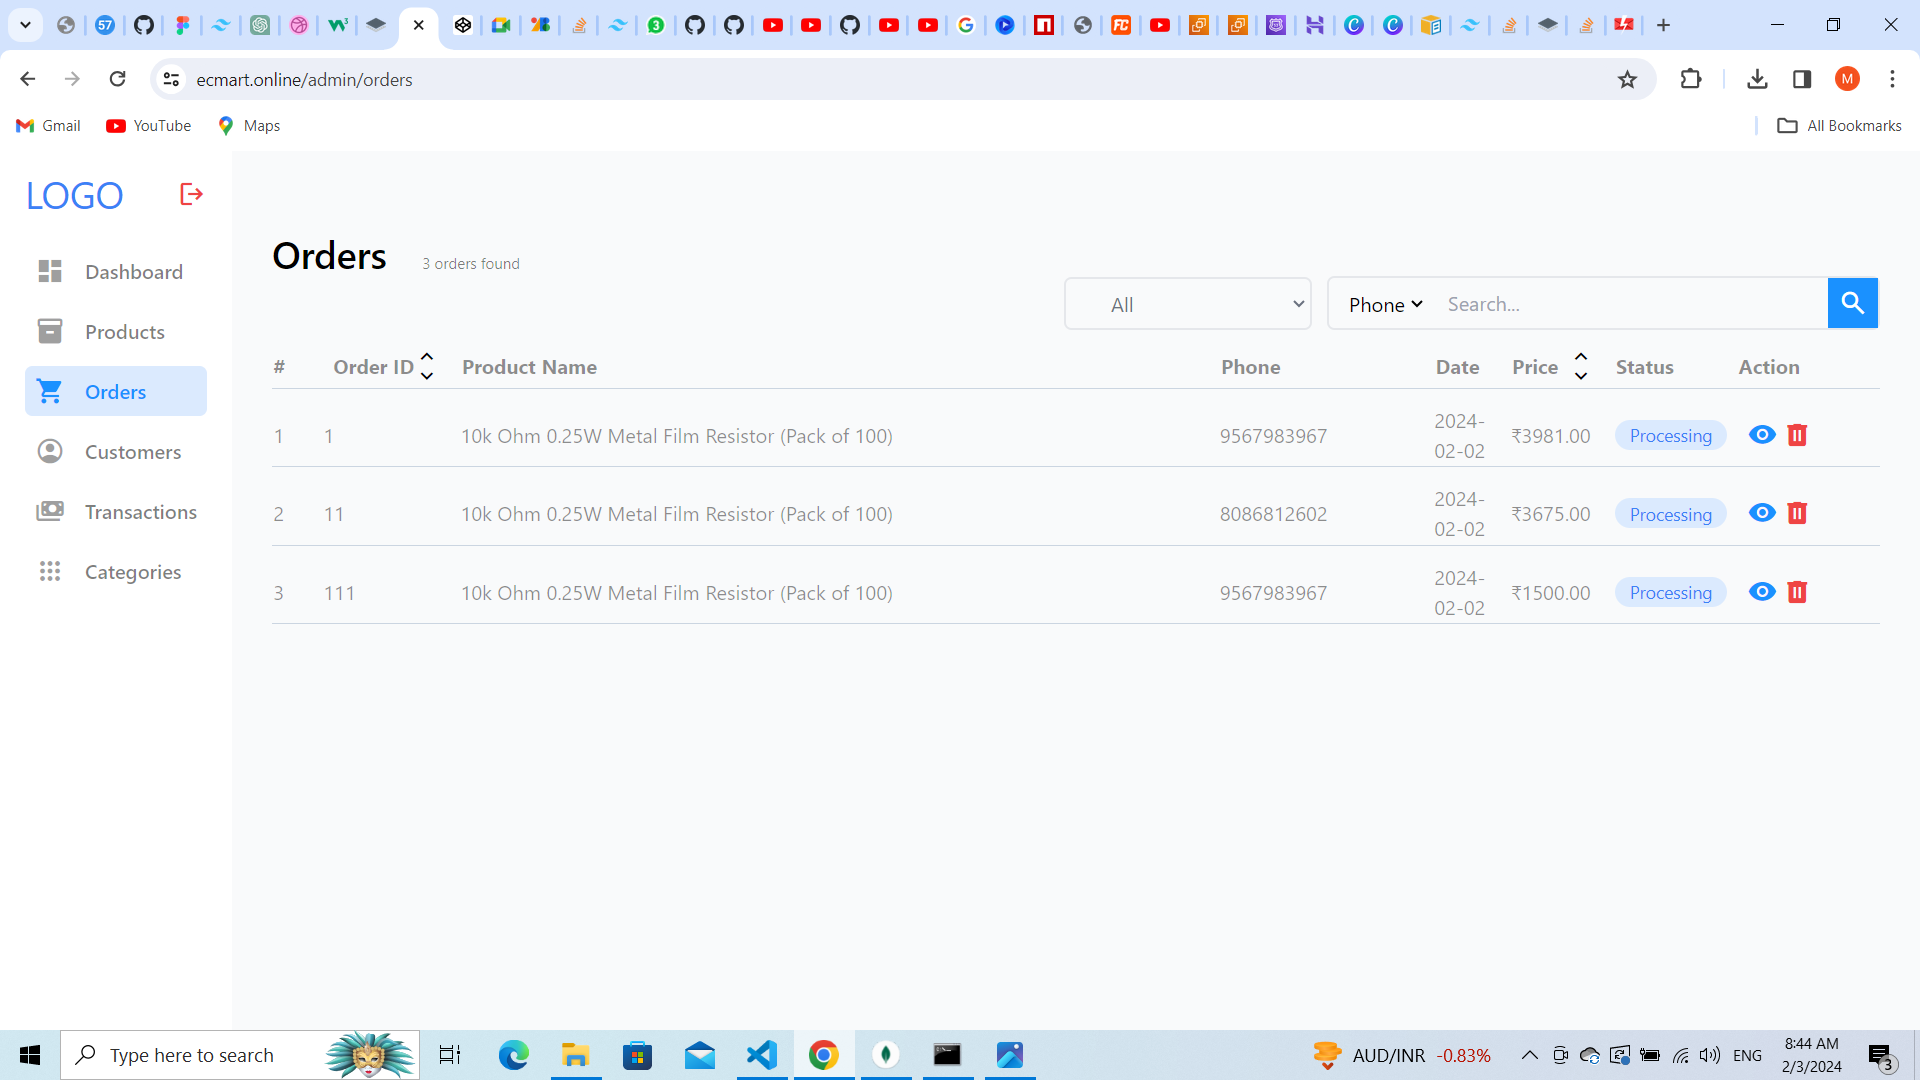 57
3
ecmart.online/admin/orders
M
Gmail
YouTube
Maps
All Bookmarks
LOGO
Dashboard
Products
Orders
Customers
Transactions
Categories
Orders
3 orders found
All
Phone
Search...
# Order ID Product Name Phone Date Price Status Action
1 1 10k Ohm 0.25W Metal Film Resistor (Pack of 100) 9567983967 2024-
02-02 ₹3981.00 Processing
2 11 10k Ohm 0.25W Metal Film Resistor (Pack of 100) 8086812602 2024-
02-02 ₹3675.00 Processing
3 111 10k Ohm 0.25W Metal Film Resistor (Pack of 100) 9567983967 2024-
02-02 ₹1500.00 Processing
Type here to search
AUD/INR -0.83%
ENG
8:44 AM
2/3/2024
3